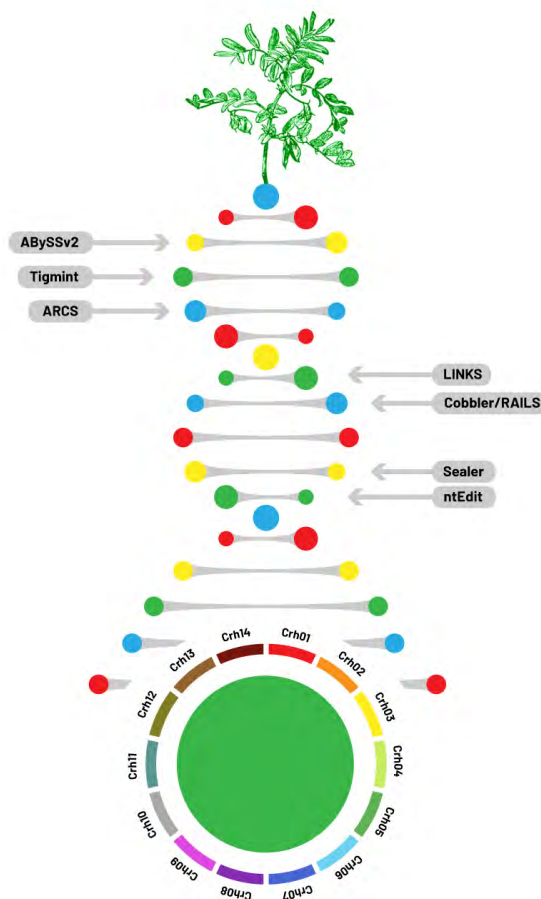 ABySSv2
Tigmint
ARCS
LINKS
Cobbler/RAILS
Sealer
ntEdit
Crh01
Crh02
Crh03
Crh04
Crh05
Crh06
Crh07
Crh08
Crh09
Crh10
Crh11
Crh12
Crh13
Crh14